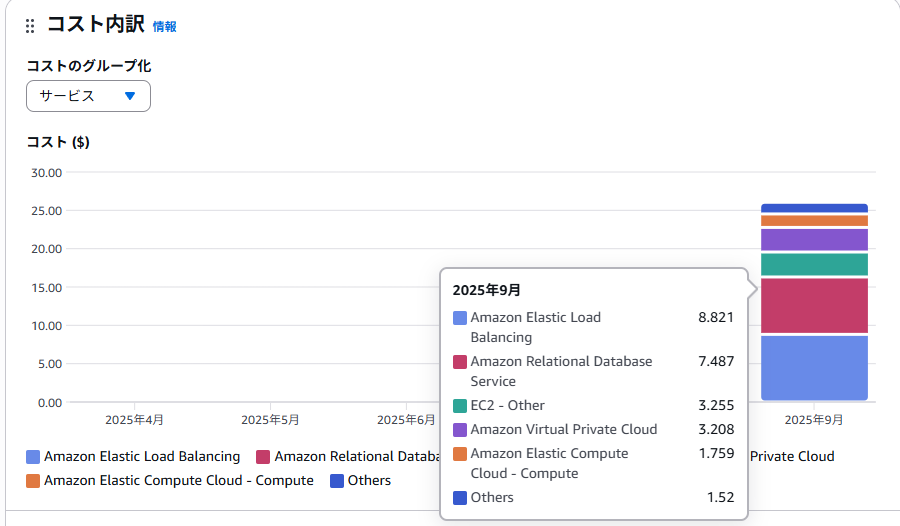 コスト内訳 情報
コストのグループ化
サービス
コスト ($)
30.00
25.00
20.00
15.00
10.00
5.00
0.00
2025年4月
2025年5月
2025年6月
2025年9月
2025年9月
Amazon Elastic Load
Balancing
8.821
Amazon Relational Database
Service
7.487
EC2 - Other
3.255
Amazon Virtual Private Cloud
3.208
Amazon Elastic Compute
Cloud - Compute
1.759
Others
1.52
Amazon Elastic Load Balancing
Amazon Relational Databa
Private Cloud
Amazon Elastic Compute Cloud - Compute
Others